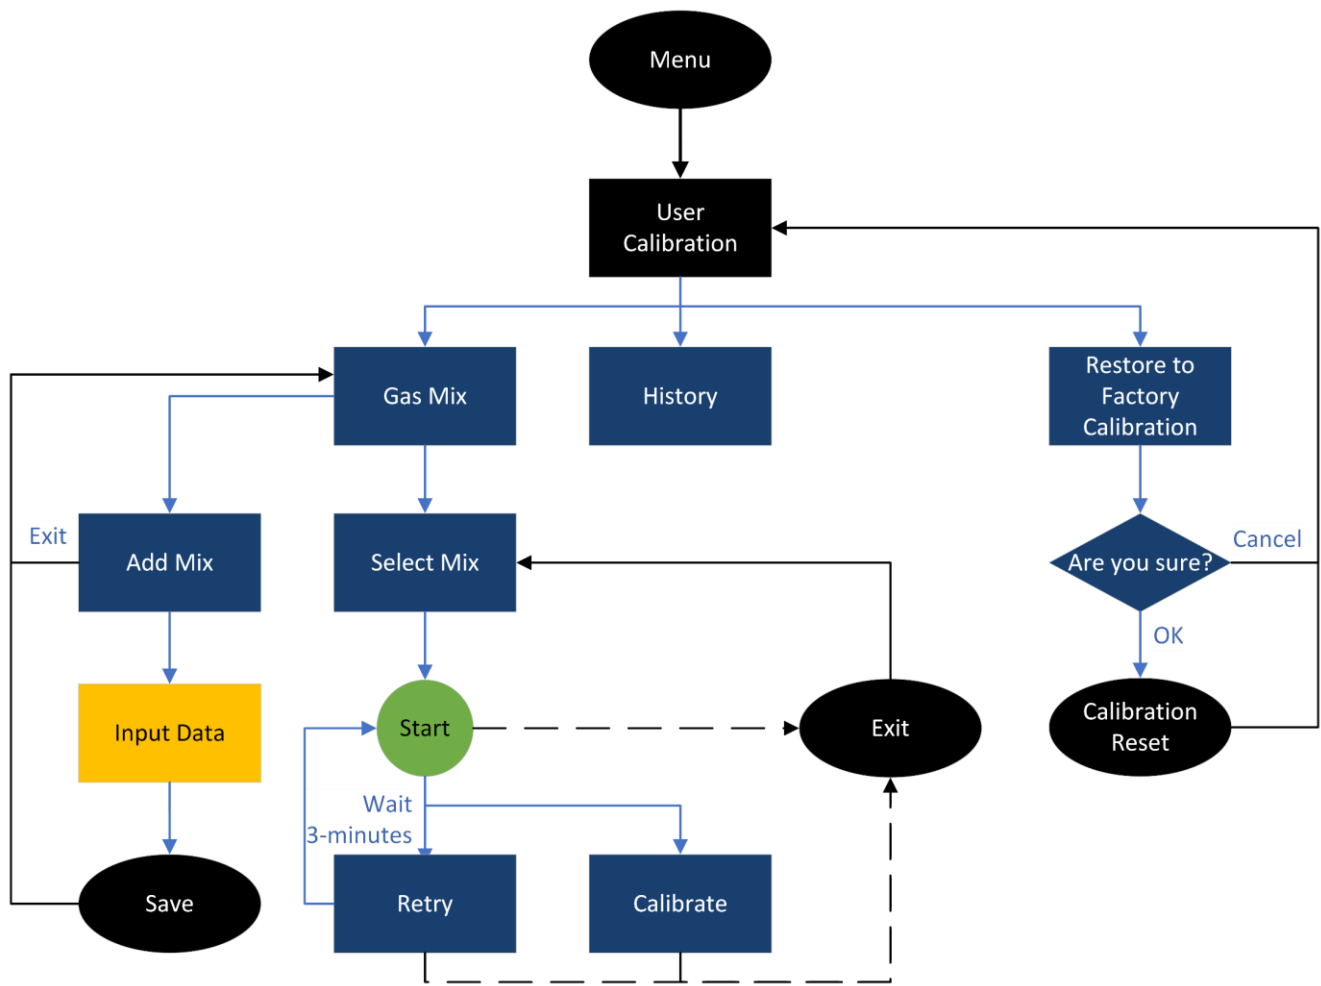 Menu
User
Calibration
Gas Mix
History
Restore to
Factory
Calibration
Exit
Add Mix
Select Mix
Are you sure?
Cancel
OK
Input Data
Start
Exit
Calibration
Reset
Wait
3-minutes
Save
Retry
Calibrate